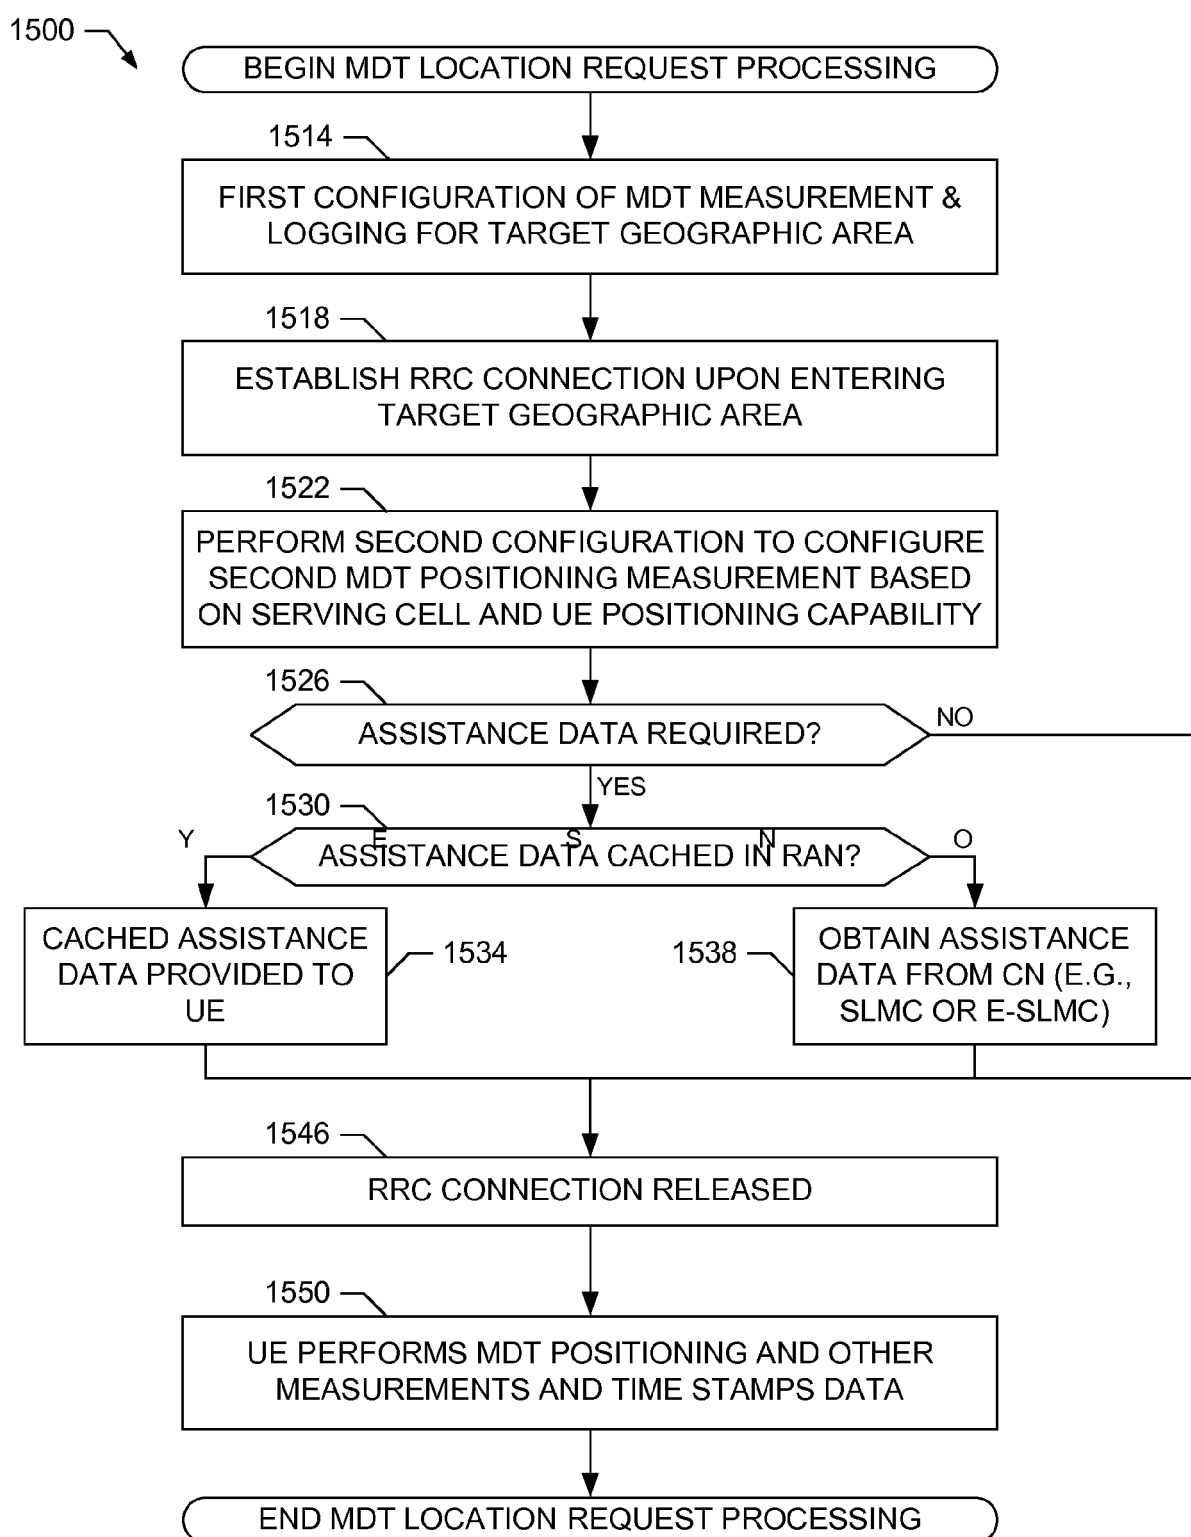 1500
BEGIN MDT LOCATION REQUEST PROCESSING
1514
FIRST CONFIGURATION OF MDT MEASUREMENT &
LOGGING FOR TARGET GEOGRAPHIC AREA
1518
ESTABLISH RRC CONNECTION UPON ENTERING
TARGET GEOGRAPHIC AREA
1522
PERFORM SECOND CONFIGURATION TO CONFIGURE
SECOND MDT POSITIONING MEASUREMENT BASED
ON SERVING CELL AND UE POSITIONING CAPABILITY
1526
ASSISTANCE DATA REQUIRED?
NO
YES
1530
Y E S N O
ASSISTANCE DATA CACHED IN RAN?
CACHED ASSISTANCE
DATA PROVIDED TO
UE
1534
1538
OBTAIN ASSISTANCE
DATA FROM CN (E.G.,
SLMC OR E-SLMC)
1546
RRC CONNECTION RELEASED
1550
UE PERFORMS MDT POSITIONING AND OTHER
MEASUREMENTS AND TIME STAMPS DATA
END MDT LOCATION REQUEST PROCESSING